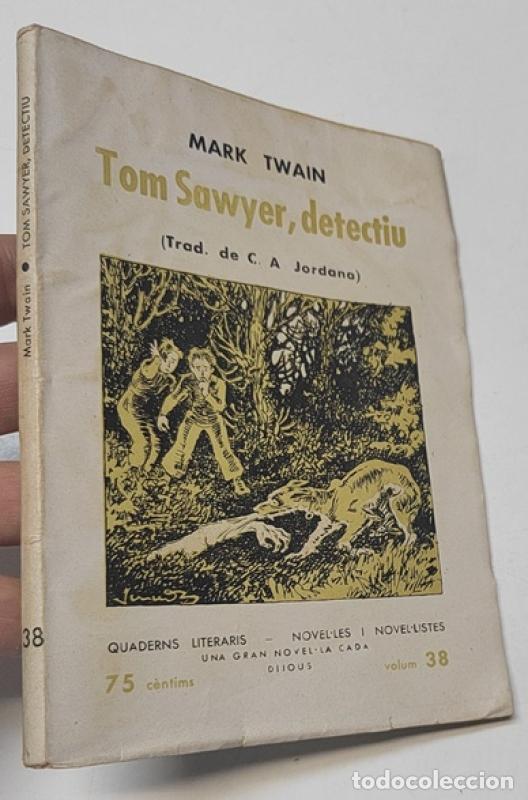 MARK TWAIN
Tom Sawyer, detectiu
(Trad. de C. A Jordana)
QUADERNS LITERARIS — NOVEL·LES I NOVEL·LISTES
UNA GRAN NOVEL·LA CADA
DIJOUS
75 cèntims
volum 38
Mark Twain • TOM SAWYER, DETECTIU
38
todocoleccion